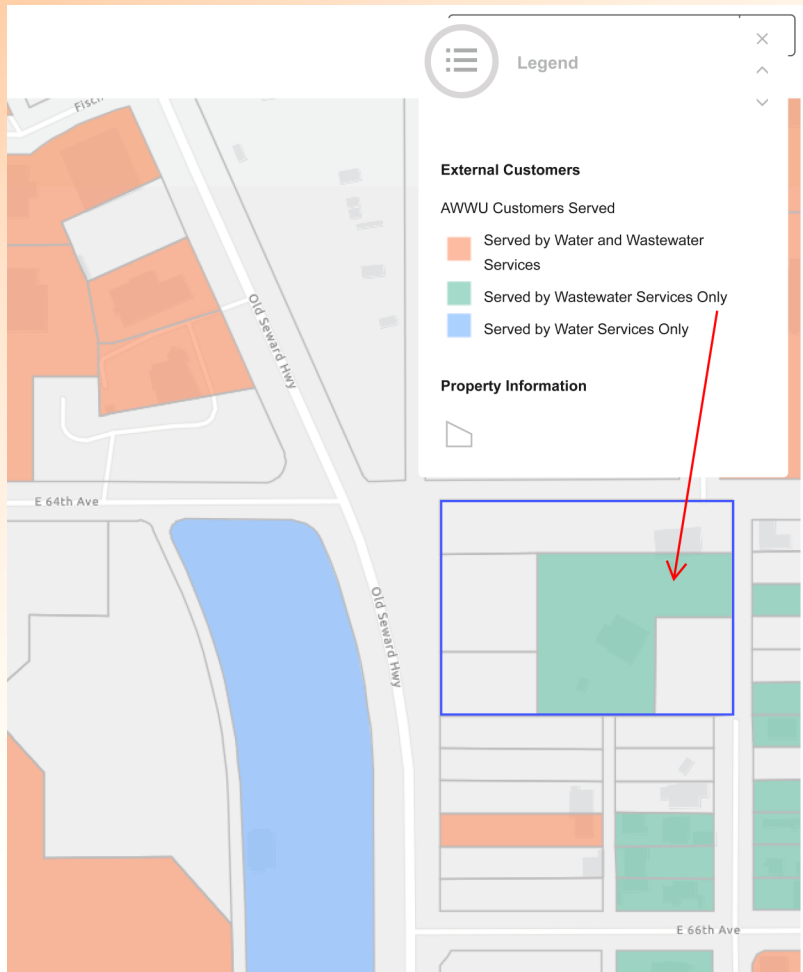 Legend
External Customers
AWWU Customers Served
Served by Water and Wastewater
Services
Served by Wastewater Services Only
Served by Water Services Only
Property Information
Old Seward Hwy
E 64th Ave
Old Seward Hwy
E 66th Ave